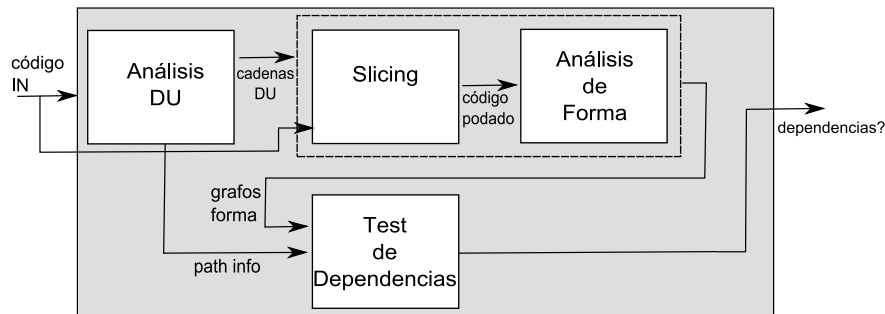 código
IN
Análisis
DU
cadenas
DU
Slicing
código
podado
Análisis
de
Forma
dependencias?
grafos
forma
path info
Test
de
Dependencias